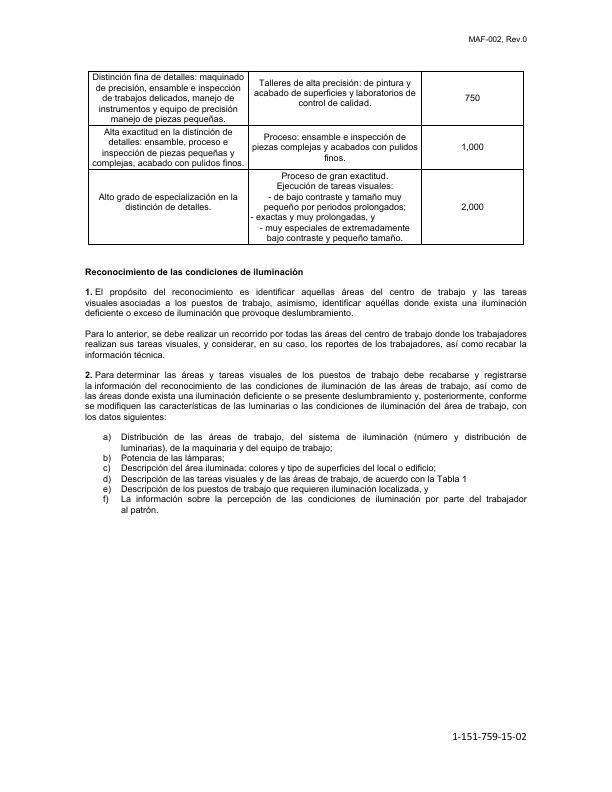 MAF-002, Rev.0
Distinción fina de detalles: maquinado
de precisión, ensamble e inspección
de trabajos delicados, manejo de
instrumentos y equipo de precisión
manejo de piezas pequeñas.
Talleres de alta precisión: de pintura y
acabado de superficies y laboratorios de
control de calidad.
750
Alta exactitud en la distinción de
detalles: ensamble, proceso e
inspección de piezas pequeñas y
complejas, acabado con pulidos finos.
Proceso: ensamble e inspección de
piezas complejas y acabados con pulidos
finos.
1,000
Alto grado de especialización en la
distinción de detalles.
Proceso de gran exactitud.
Ejecución de tareas visuales:
- de bajo contraste y tamaño muy
pequeño por periodos prolongados;
- exactas y muy prolongadas, y
- muy especiales de extremadamente
bajo contraste y pequeño tamaño.
2,000
Reconocimiento de las condiciones de iluminación
1. El propósito del reconocimiento es identificar aquellas áreas del centro de trabajo y las tareas
visuales asociadas a los puestos de trabajo, asimismo, identificar aquéllas donde exista una iluminación
deficiente o exceso de iluminación que provoque deslumbramiento.
Para lo anterior, se debe realizar un recorrido por todas las áreas del centro de trabajo donde los trabajadores
realizan sus tareas visuales, y considerar, en su caso, los reportes de los trabajadores, así como recabar la
información técnica.
2. Para determinar las áreas y tareas visuales de los puestos de trabajo debe recabarse y registrarse
la información del reconocimiento de las condiciones de iluminación de las áreas de trabajo, así como de
las áreas donde exista una iluminación deficiente o se presente deslumbramiento y, posteriormente, conforme
se modifiquen las características de las luminarias o las condiciones de iluminación del área de trabajo, con
los datos siguientes:
a) Distribución de las áreas de trabajo, del sistema de iluminación (número y distribución de
luminarias), de la maquinaria y del equipo de trabajo;
b) Potencia de las lámparas;
c) Descripción del área iluminada: colores y tipo de superficies del local o edificio;
d) Descripción de las tareas visuales y de las áreas de trabajo, de acuerdo con la Tabla 1
e) Descripción de los puestos de trabajo que requieren iluminación localizada, y
f) La información sobre la percepción de las condiciones de iluminación por parte del trabajador
al patrón.
1-151-759-15-02